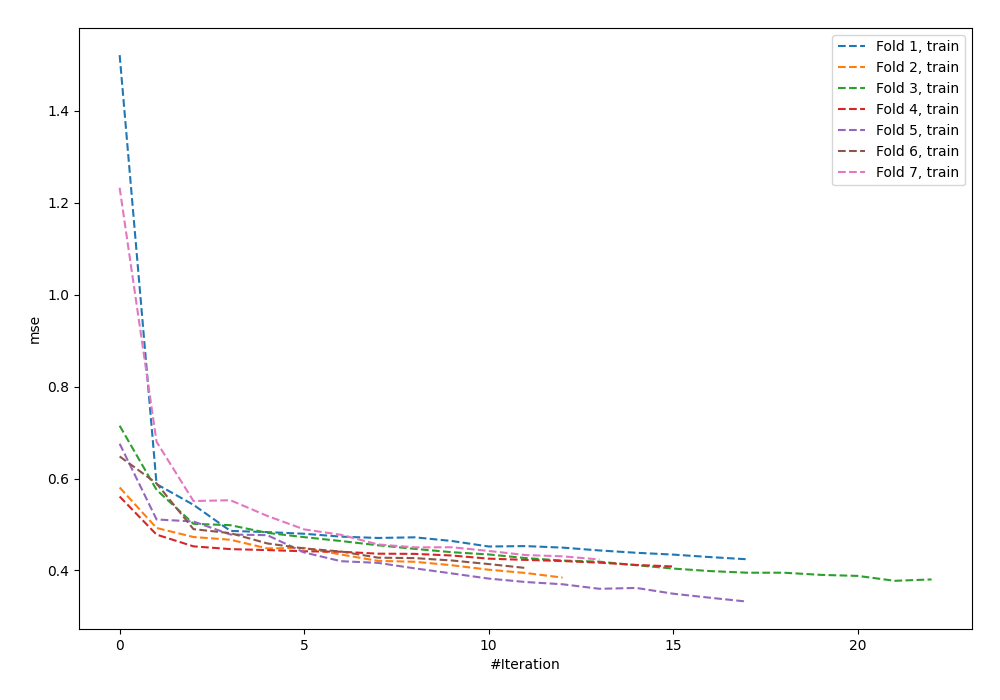 Fold 1, train
Fold 2, train
Fold 3, train
Fold 4, train
Fold 5, train
Fold 6, train
Fold 7, train
mse
1.4
1.2
1.0
0.8
0.6
0.4
0 5 10 15 20
#Iteration